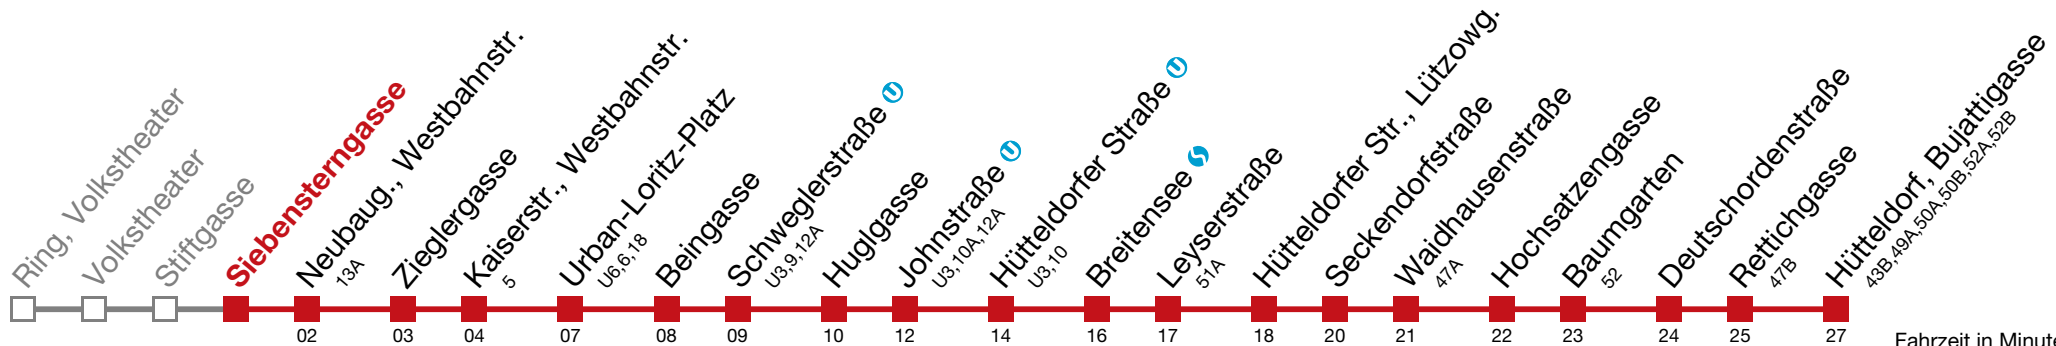 Ring, Volkstheater
Volkstheater
Stiftgasse
Siebensterngasse
Neubaug., Westbahnstr.
13A
Zieglergasse
Kaiserstr., Westbahnstr.
5
Urban-Loritz-Platz
U6,6,18
Beingasse
Schweglerstraße U
U3,9,12A
Huglgasse
Johnstraße U
U3,10A,12A
Hütteldorfer Straße U
U3,10
Breitensee S
Leyserstraße
51A
Hütteldorfer Str., Lützowg.
Seckendorfstraße
Waidhausenstraße
47A
Hochsatzengasse
Baumgarten
52
Deutschordenstraße
Rettichgasse
47B
Hütteldorf, Bujattigasse
43B,49A,50A,50B,52A,52B
02 03 04 07 08 09 10 12 14 16 17 18 20 21 22 23 24 25 27 Fahrzeit in Minute